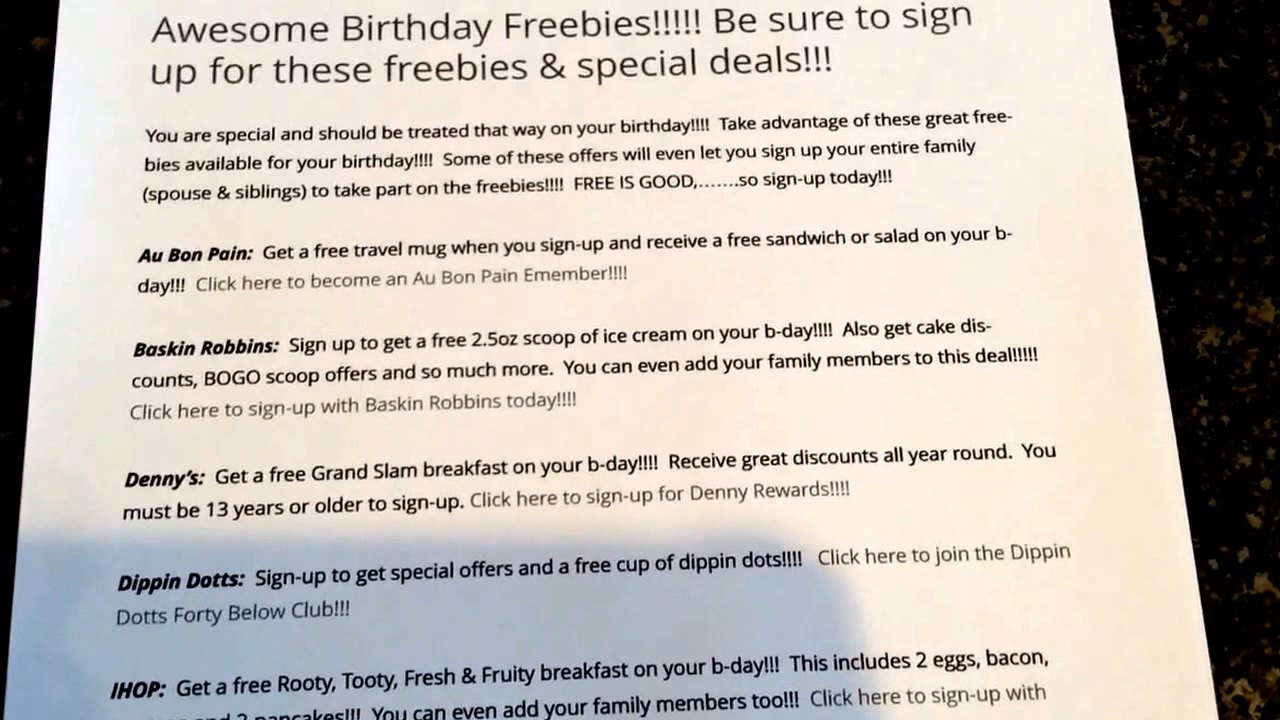 Awesome Birthday Freebies!!!!! Be sure to sign
up for these freebies & special deals!!!
You are special and should be treated that way on your birthday!!!! Take advantage of these great free-
bies available for your birthday!!!! Some of these offers will even let you sign up your entire family
(spouse & siblings) to take part on the freebies!!!! FREE IS GOOD,.......so sign-up today!!!
Au Bon Pain: Get a free travel mug when you sign-up and receive a free sandwich or salad on your b-
day!!! Click here to become an Au Bon Pain Emember!!!!
Baskin Robbins: Sign up to get a free 2.5oz scoop of ice cream on your b-day!!!! Also get cake dis-
counts, BOGO scoop offers and so much more. You can even add your family members to this deal!!!!!
Click here to sign-up with Baskin Robbins today!!!!
Denny's: Get a free Grand Slam breakfast on your b-day!!!! Receive great discounts all year round. You
must be 13 years or older to sign-up. Click here to sign-up for Denny Rewards!!!!
Dippin Dotts: Sign-up to get special offers and a free cup of dippin dots!!!! Click here to join the Dippin
Dotts Forty Below Club!!!
IHOP: Get a free Rooty, Tooty, Fresh & Fruity breakfast on your b-day!!! This includes 2 eggs, bacon,
and 2 pancakes!!! You can even add your family members too!!! Click here to sign-up with